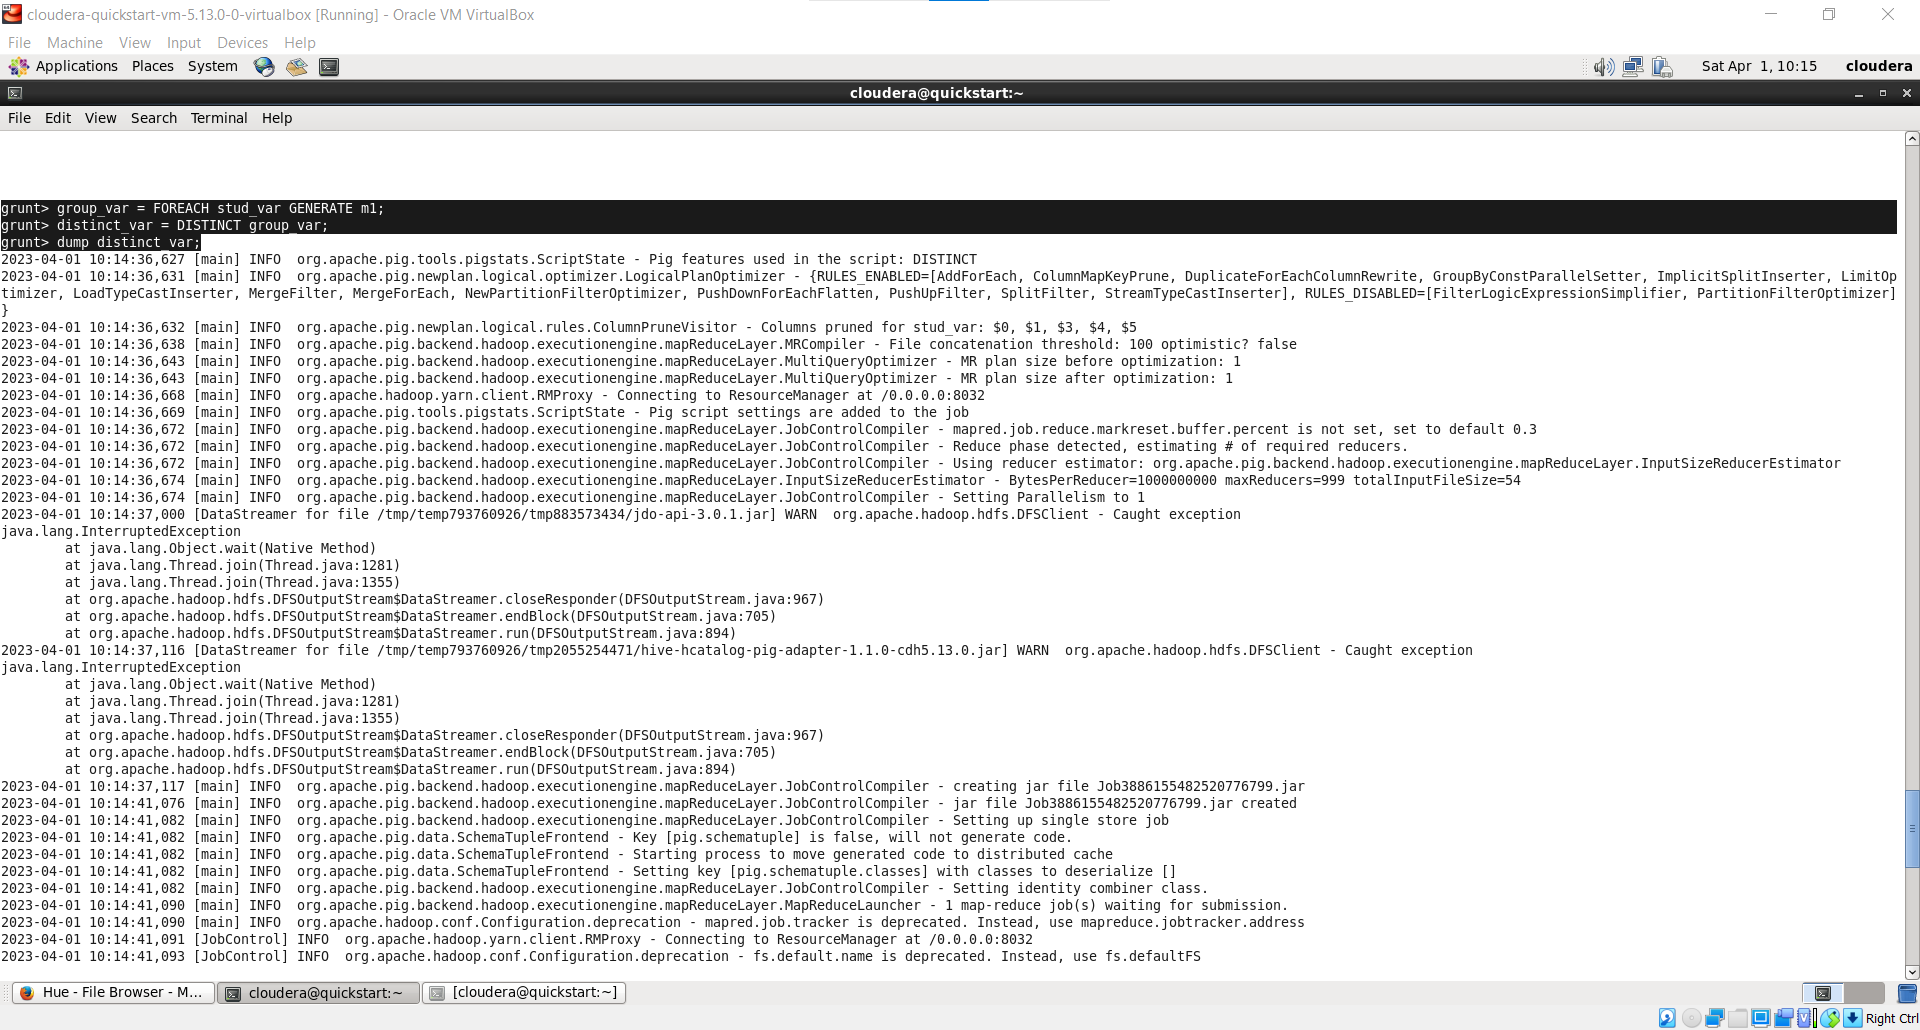 cloudera-quickstart-vm-5.13.0-0-virtualbox [Running] - Oracle VM VirtualBox
File Machine View Input Devices Help
Applications Places System Sat Apr 1, 10:15 cloudera
cloudera@quickstart:~
File Edit View Search Terminal Help
grunt> group_var = FOREACH stud_var GENERATE m1;
grunt> distinct_var = DISTINCT group_var;
grunt> dump distinct_var;
2023-04-01 10:14:36,627 [main] INFO  org.apache.pig.tools.pigstats.ScriptState - Pig features used in the script: DISTINCT
2023-04-01 10:14:36,631 [main] INFO  org.apache.pig.newplan.logical.optimizer.LogicalPlanOptimizer - {RULES_ENABLED=[AddForEach, ColumnMapKeyPrune, DuplicateForEachColumnRewrite, GroupByConstParallelSetter, ImplicitSplitInserter, LimitOp
timizer, LoadTypeCastInserter, MergeFilter, MergeForEach, NewPartitionFilterOptimizer, PushDownForEachFlatten, PushUpFilter, SplitFilter, StreamTypeCastInserter], RULES_DISABLED=[FilterLogicExpressionSimplifier, PartitionFilterOptimizer]
}
2023-04-01 10:14:36,632 [main] INFO  org.apache.pig.newplan.logical.rules.ColumnPruneVisitor - Columns pruned for stud_var: $0, $1, $3, $4, $5
2023-04-01 10:14:36,638 [main] INFO  org.apache.pig.backend.hadoop.executionengine.mapReduceLayer.MRCompiler - File concatenation threshold: 100 optimistic? false
2023-04-01 10:14:36,643 [main] INFO  org.apache.pig.backend.hadoop.executionengine.mapReduceLayer.MultiQueryOptimizer - MR plan size before optimization: 1
2023-04-01 10:14:36,643 [main] INFO  org.apache.pig.backend.hadoop.executionengine.mapReduceLayer.MultiQueryOptimizer - MR plan size after optimization: 1
2023-04-01 10:14:36,668 [main] INFO  org.apache.hadoop.yarn.client.RMProxy - Connecting to ResourceManager at /0.0.0.0:8032
2023-04-01 10:14:36,669 [main] INFO  org.apache.pig.tools.pigstats.ScriptState - Pig script settings are added to the job
2023-04-01 10:14:36,672 [main] INFO  org.apache.pig.backend.hadoop.executionengine.mapReduceLayer.JobControlCompiler - mapred.job.reduce.markreset.buffer.percent is not set, set to default 0.3
2023-04-01 10:14:36,672 [main] INFO  org.apache.pig.backend.hadoop.executionengine.mapReduceLayer.JobControlCompiler - Reduce phase detected, estimating # of required reducers.
2023-04-01 10:14:36,672 [main] INFO  org.apache.pig.backend.hadoop.executionengine.mapReduceLayer.JobControlCompiler - Using reducer estimator: org.apache.pig.backend.hadoop.executionengine.mapReduceLayer.InputSizeReducerEstimator
2023-04-01 10:14:36,674 [main] INFO  org.apache.pig.backend.hadoop.executionengine.mapReduceLayer.InputSizeReducerEstimator - BytesPerReducer=1000000000 maxReducers=999 totalInputFileSize=54
2023-04-01 10:14:36,674 [main] INFO  org.apache.pig.backend.hadoop.executionengine.mapReduceLayer.JobControlCompiler - Setting Parallelism to 1
2023-04-01 10:14:37,000 [DataStreamer for file /tmp/temp793760926/tmp883573434/jdo-api-3.0.1.jar] WARN  org.apache.hadoop.hdfs.DFSClient - Caught exception
java.lang.InterruptedException
at java.lang.Object.wait(Native Method)
at java.lang.Thread.join(Thread.java:1281)
at java.lang.Thread.join(Thread.java:1355)
at org.apache.hadoop.hdfs.DFSOutputStream$DataStreamer.closeResponder(DFSOutputStream.java:967)
at org.apache.hadoop.hdfs.DFSOutputStream$DataStreamer.endBlock(DFSOutputStream.java:705)
at org.apache.hadoop.hdfs.DFSOutputStream$DataStreamer.run(DFSOutputStream.java:894)
2023-04-01 10:14:37,116 [DataStreamer for file /tmp/temp793760926/tmp2055254471/hive-hcatalog-pig-adapter-1.1.0-cdh5.13.0.jar] WARN  org.apache.hadoop.hdfs.DFSClient - Caught exception
java.lang.InterruptedException
at java.lang.Object.wait(Native Method)
at java.lang.Thread.join(Thread.java:1281)
at java.lang.Thread.join(Thread.java:1355)
at org.apache.hadoop.hdfs.DFSOutputStream$DataStreamer.closeResponder(DFSOutputStream.java:967)
at org.apache.hadoop.hdfs.DFSOutputStream$DataStreamer.endBlock(DFSOutputStream.java:705)
at org.apache.hadoop.hdfs.DFSOutputStream$DataStreamer.run(DFSOutputStream.java:894)
2023-04-01 10:14:37,117 [main] INFO  org.apache.pig.backend.hadoop.executionengine.mapReduceLayer.JobControlCompiler - creating jar file Job3886155482520776799.jar
2023-04-01 10:14:41,076 [main] INFO  org.apache.pig.backend.hadoop.executionengine.mapReduceLayer.JobControlCompiler - jar file Job3886155482520776799.jar created
2023-04-01 10:14:41,082 [main] INFO  org.apache.pig.backend.hadoop.executionengine.mapReduceLayer.JobControlCompiler - Setting up single store job
2023-04-01 10:14:41,082 [main] INFO  org.apache.pig.data.SchemaTupleFrontend - Key [pig.schematuple] is false, will not generate code.
2023-04-01 10:14:41,082 [main] INFO  org.apache.pig.data.SchemaTupleFrontend - Starting process to move generated code to distributed cache
2023-04-01 10:14:41,082 [main] INFO  org.apache.pig.data.SchemaTupleFrontend - Setting key [pig.schematuple.classes] with classes to deserialize []
2023-04-01 10:14:41,082 [main] INFO  org.apache.pig.backend.hadoop.executionengine.mapReduceLayer.JobControlCompiler - Setting identity combiner class.
2023-04-01 10:14:41,090 [main] INFO  org.apache.pig.backend.hadoop.executionengine.mapReduceLayer.MapReduceLauncher - 1 map-reduce job(s) waiting for submission.
2023-04-01 10:14:41,090 [main] INFO  org.apache.hadoop.conf.Configuration.deprecation - mapred.job.tracker is deprecated. Instead, use mapreduce.jobtracker.address
2023-04-01 10:14:41,091 [JobControl] INFO  org.apache.hadoop.yarn.client.RMProxy - Connecting to ResourceManager at /0.0.0.0:8032
2023-04-01 10:14:41,093 [JobControl] INFO  org.apache.hadoop.conf.Configuration.deprecation - fs.default.name is deprecated. Instead, use fs.defaultFS
Hue - File Browser - M... cloudera@quickstart:~ [cloudera@quickstart:~]
Right Ctrl